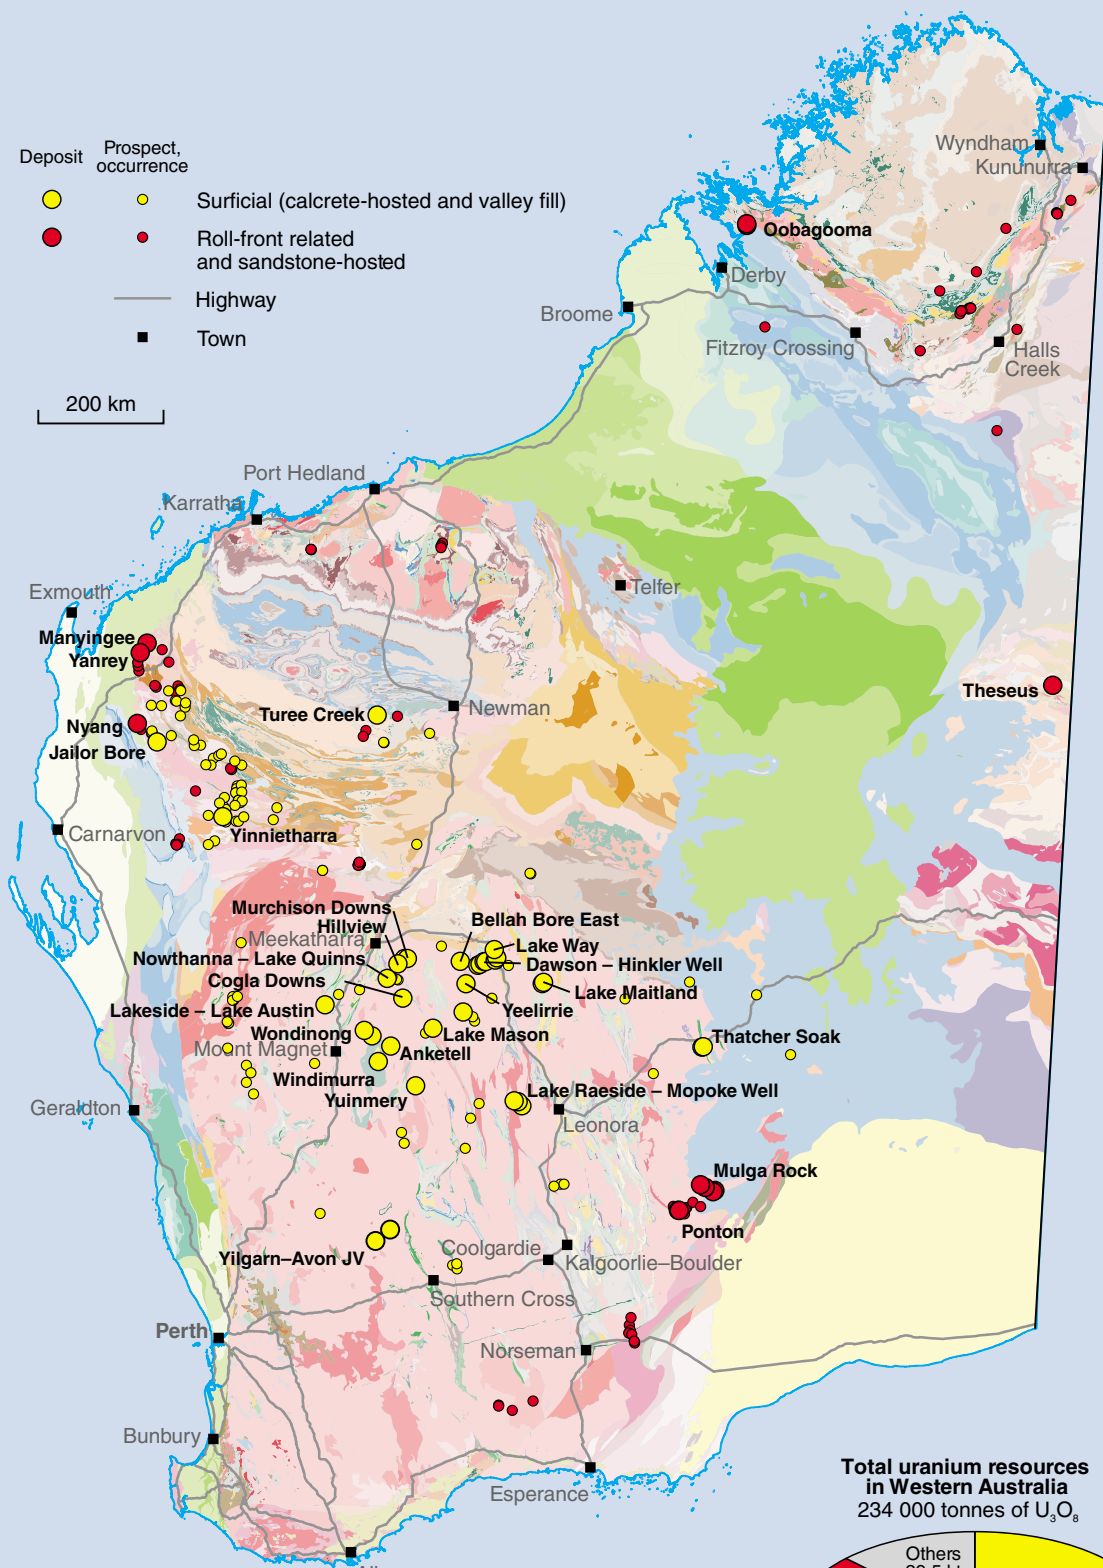 Deposit
Prospect,
occurrence
Surficial (calcrete-hosted and valley fill)
Roll-front related
and sandstone-hosted
Highway
Town
200 km
Wyndham
Kununurra
Oobagooma
Derby
Broome
Fitzroy Crossing
Halls
Creek
Port Hedland
Karratha
Telfer
Exmouth
Manyingee
Yanrey
Theseus
Nyang
Turee Creek
Newman
Jailor Bore
Carnarvon
Yinnietharra
Murchison Downs
Hillview
Bellah Bore East
Meekatharra
Lake Way
Nowthanna – Lake Quinns
Dawson – Hinkler Well
Cogla Downs
Lake Maitland
Lakeside – Lake Austin
Yeelirrie
Wondinong
Lake Mason
Thatcher Soak
Mount Magnet
Anketell
Windimurra
Yuinmery
Lake Raeside – Mopoke Well
Geraldton
Leonora
Mulga Rock
Ponton
Yilgarn–Avon JV
Coolgardie
Kalgoorlie–Boulder
Southern Cross
Perth
Norseman
Bunbury
Esperance
Total uranium resources
in Western Australia
234 000 tonnes of U₃O₈
Others